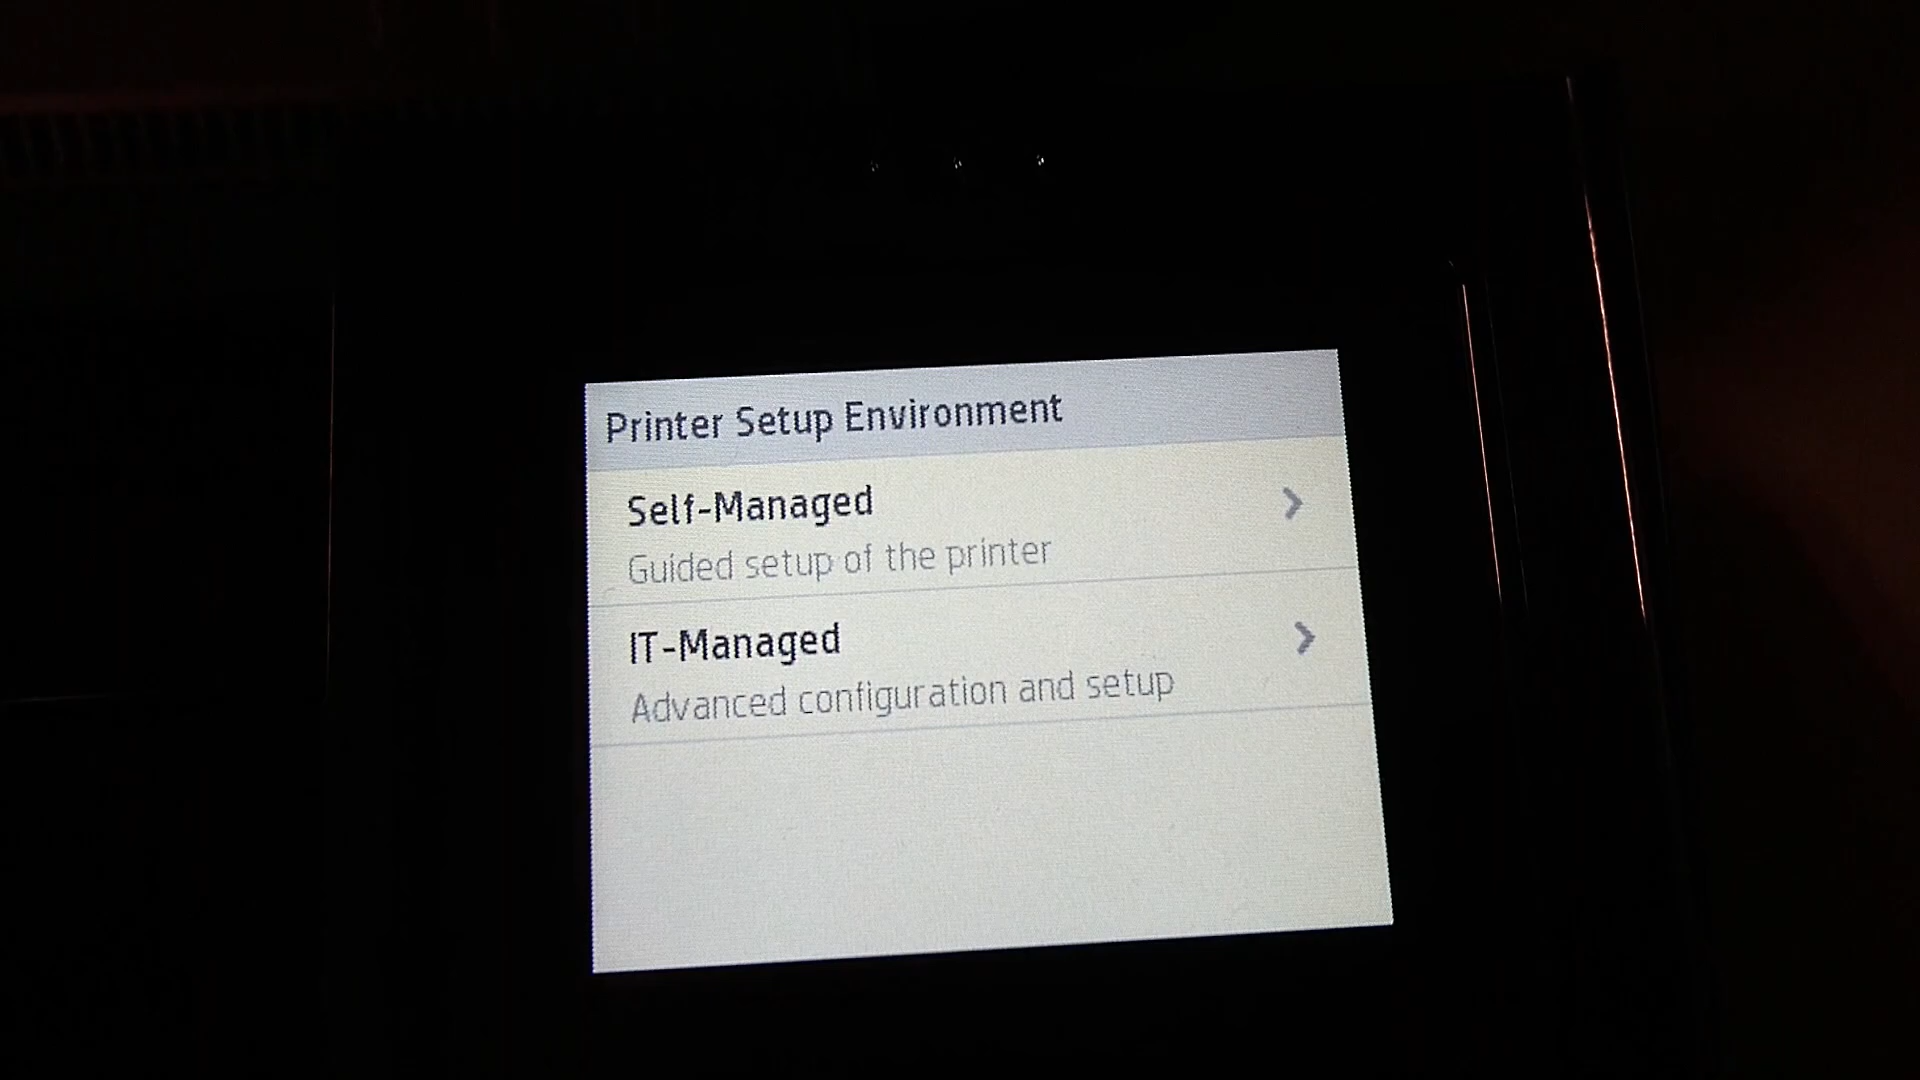 Printer Setup Environment
Self-Managed
Guided setup of the printer
IT-Managed
Advanced configuration and setup